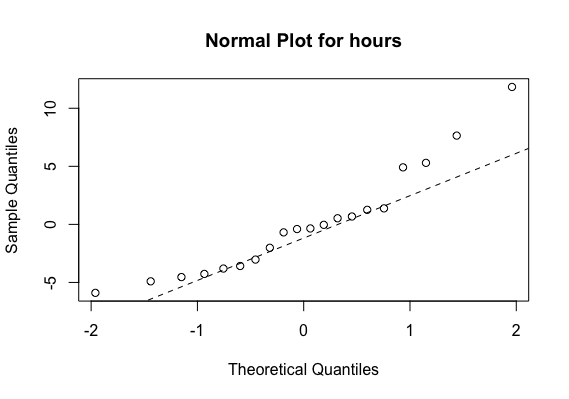 Normal Plot for hours
Sample Quantiles
10
5
0
-5
-2 -1 0 1 2
Theoretical Quantiles